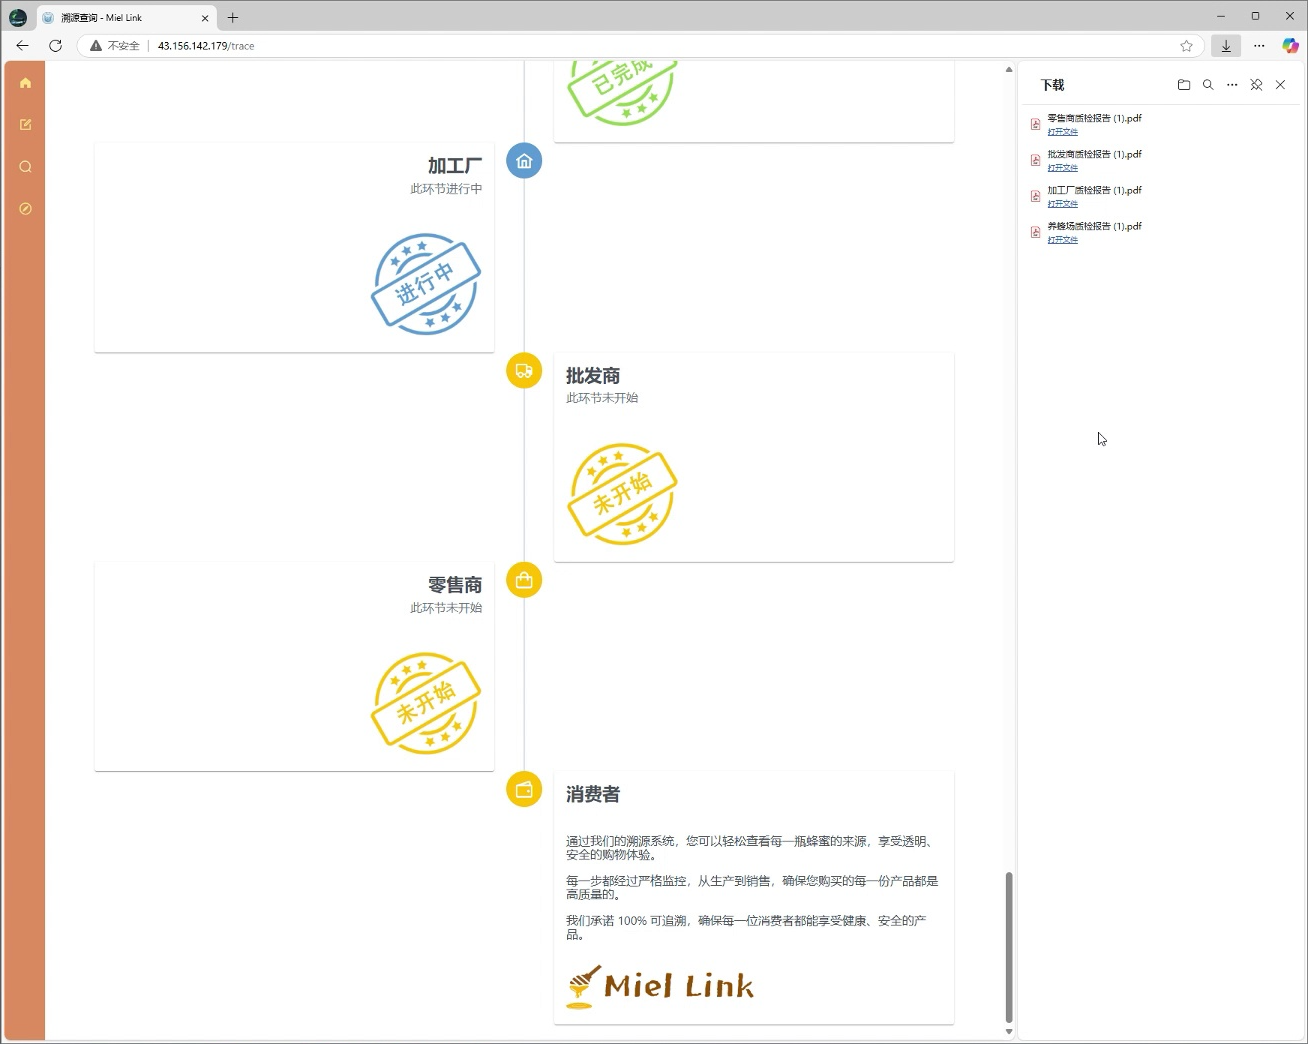 溯源查询 - Miel Link
不安全
43.156.142.179/trace
下载
零售商质检报告 (1).pdf
打开文件
批发商质检报告 (1).pdf
打开文件
加工厂质检报告 (1).pdf
打开文件
养蜂场质检报告 (1).pdf
打开文件
已完成
加工厂
此环节进行中
进行中
批发商
此环节未开始
未开始
零售商
此环节未开始
未开始
消费者
通过我们的溯源系统，您可以轻松查看每一瓶蜂蜜的来源，享受透明、
安全的购物体验。
每一步都经过严格监控，从生产到销售，确保您购买的每一份产品都是
高质量的。
我们承诺 100% 可追溯，确保每一位消费者都能享受健康、安全的产
品。
Miel Link